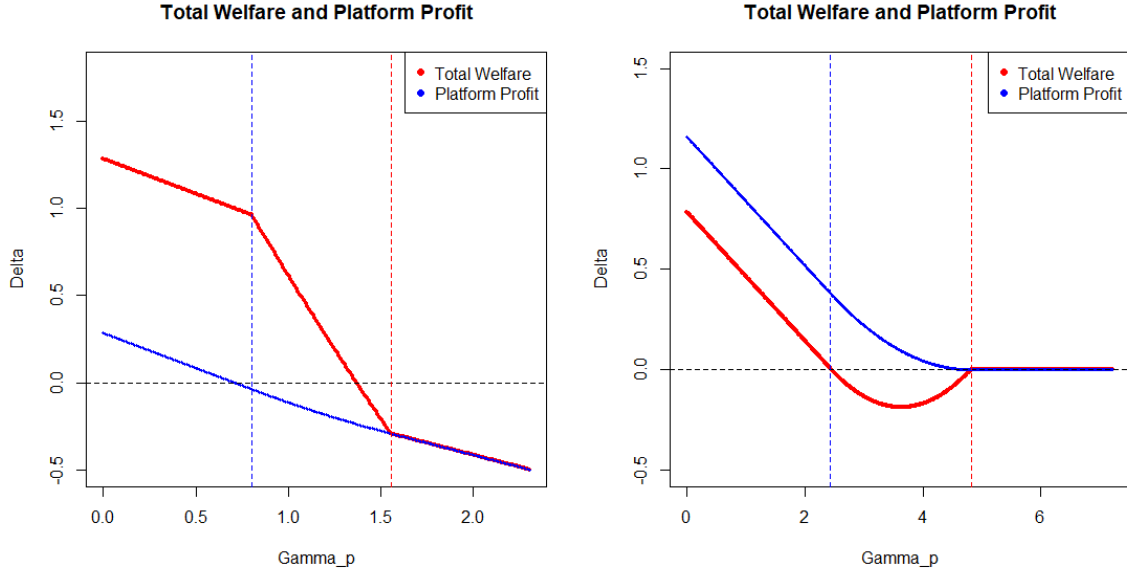 Total Welfare and Platform Profit
Total Welfare
Platform Profit
Delta
-0.5
0.0
0.5
1.0
1.5
0.0
0.5
1.0
1.5
2.0
Gamma_p
Total Welfare and Platform Profit
Total Welfare
Platform Profit
Delta
-0.5
0.0
0.5
1.0
1.5
0
2
4
6
Gamma_p